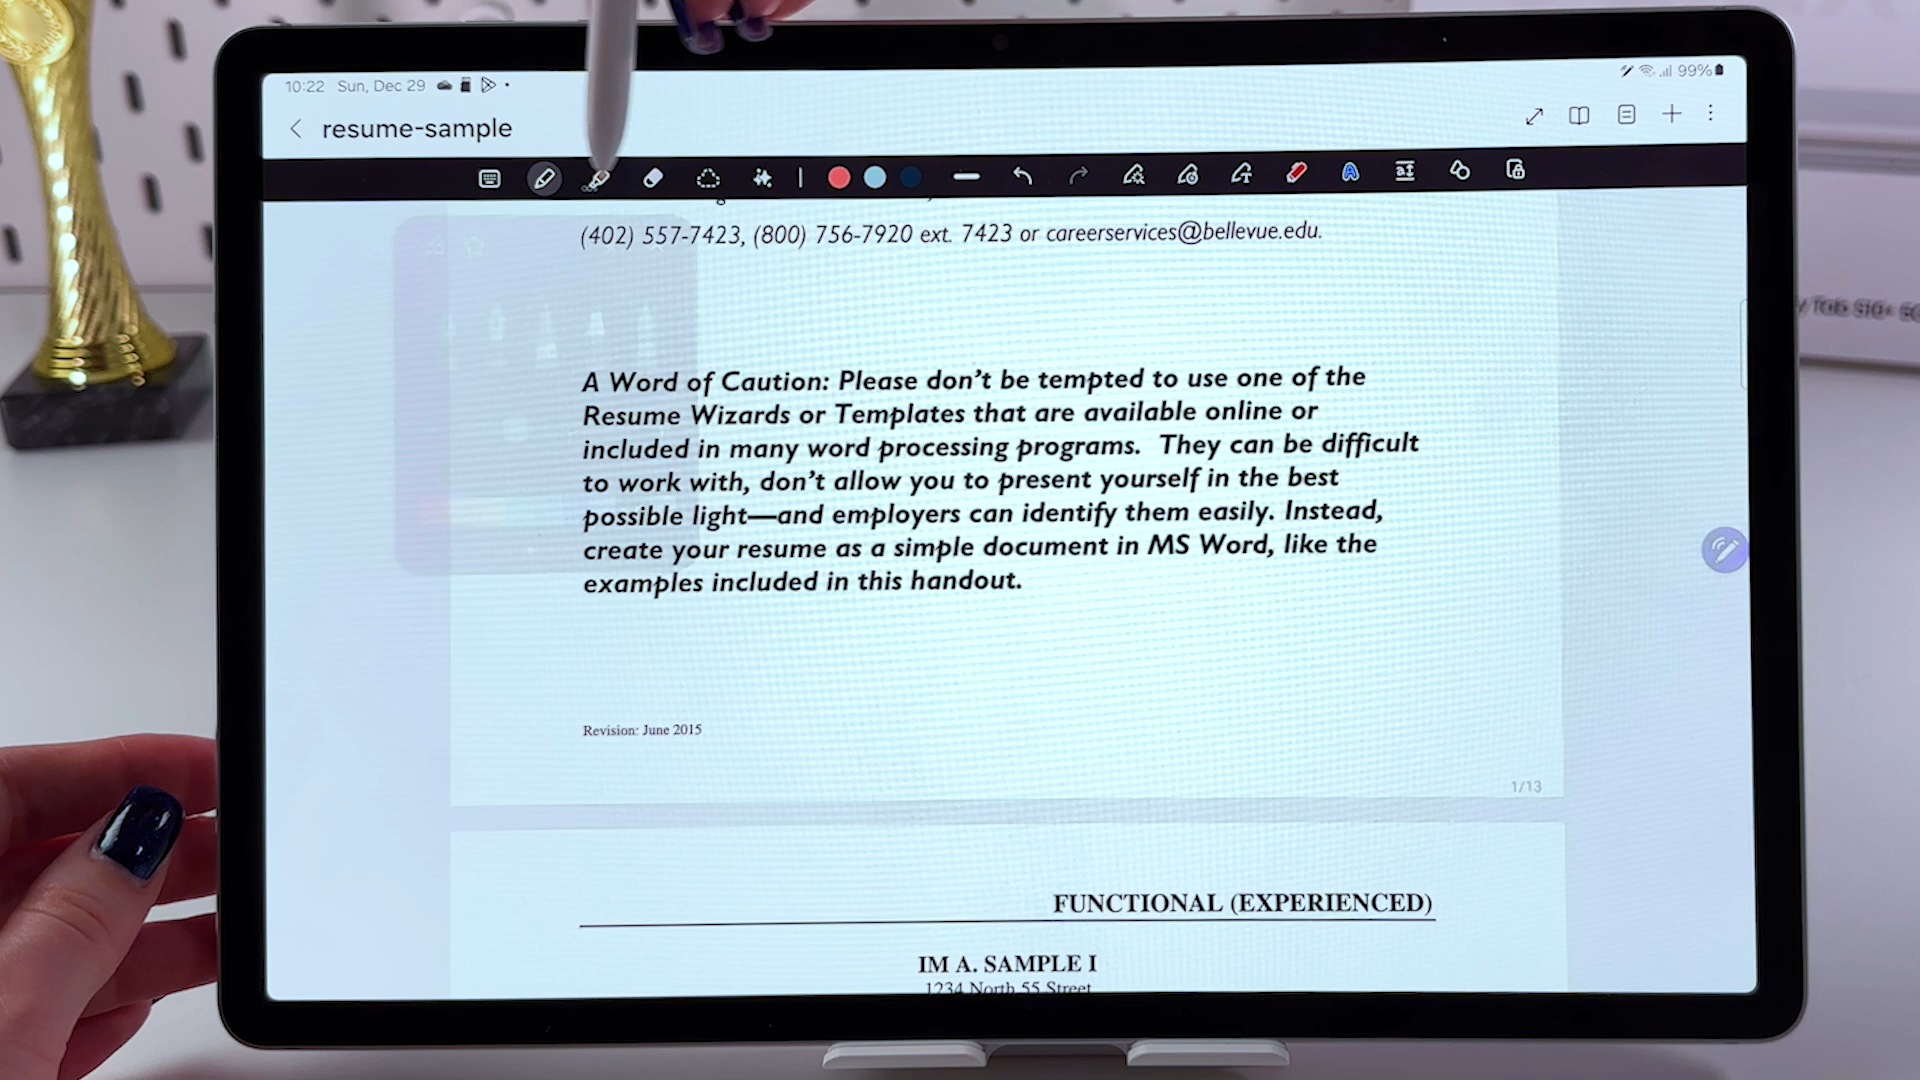 10:22 Sun, Dec 29
99%
resume-sample
(402) 557-7423, (800) 756-7920 ext. 7423 or careerservices@bellevue.edu.
A Word of Caution: Please don't be tempted to use one of the
Resume Wizards or Templates that are available online or
included in many word processing programs. They can be difficult
to work with, don't allow you to present yourself in the best
possible light—and employers can identify them easily. Instead,
create your resume as a simple document in MS Word, like the
examples included in this handout.
Revision: June 2015
1/13
FUNCTIONAL (EXPERIENCED)
IM A. SAMPLE I
1234 North 55 Street
Tab S10+ 5G